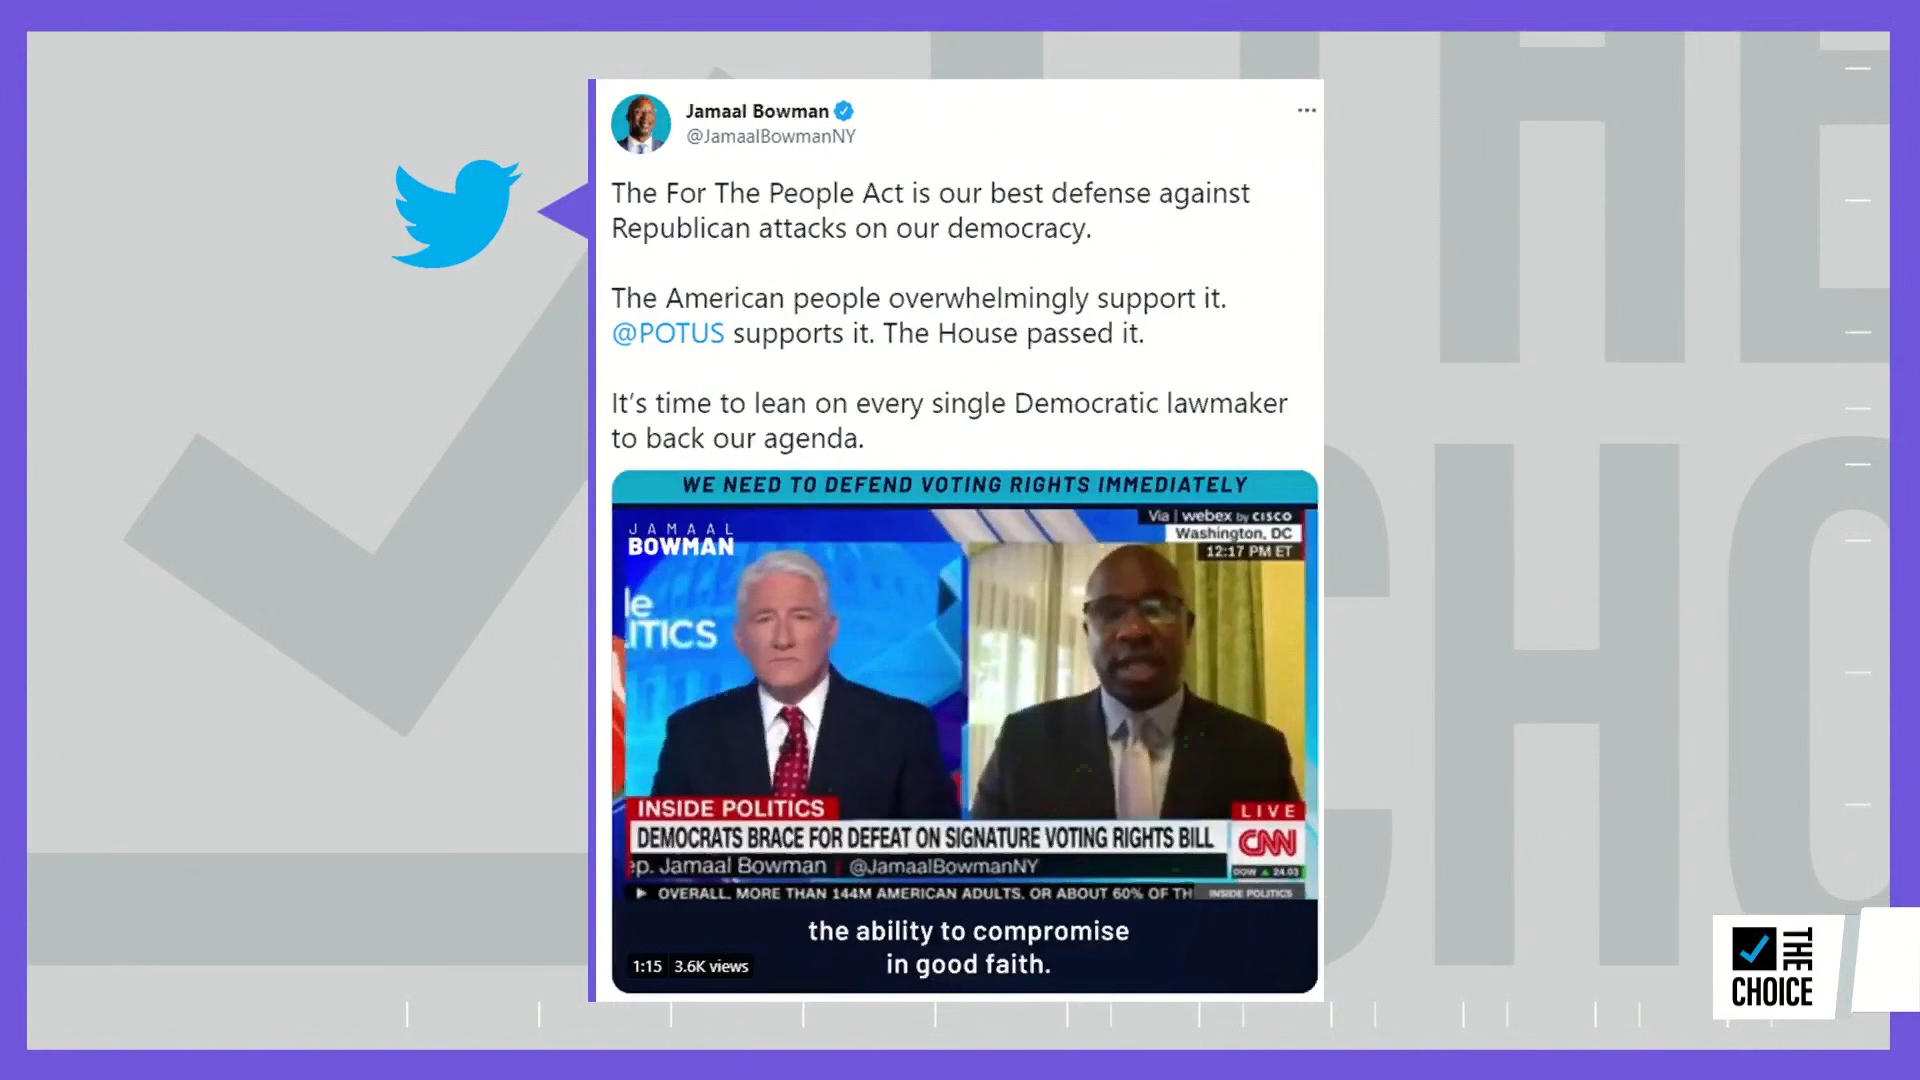 Jamaal Bowman
@JamaalBowmanNY
The For The People Act is our best defense against
Republican attacks on our democracy.
The American people overwhelmingly support it.
@POTUS supports it. The House passed it.
It's time to lean on every single Democratic lawmaker
to back our agenda.
WE NEED TO DEFEND VOTING RIGHTS IMMEDIATELY
JAMAAL
BOWMAN
Via | webex by CISCO
Washington, DC
12:17 PM ET
ITICS
INSIDE POLITICS
LIVE
DEMOCRATS BRACE FOR DEFEAT ON SIGNATURE VOTING RIGHTS BILL
CNN
ep. Jamaal Bowman @JamaalBowmanNY
DOW ▲ 24.03
OVERALL, MORE THAN 144M AMERICAN ADULTS, OR ABOUT 60% OF TH
INSIDE POLITICS
the ability to compromise
in good faith.
1:15 3.6K views
THE
CHOICE